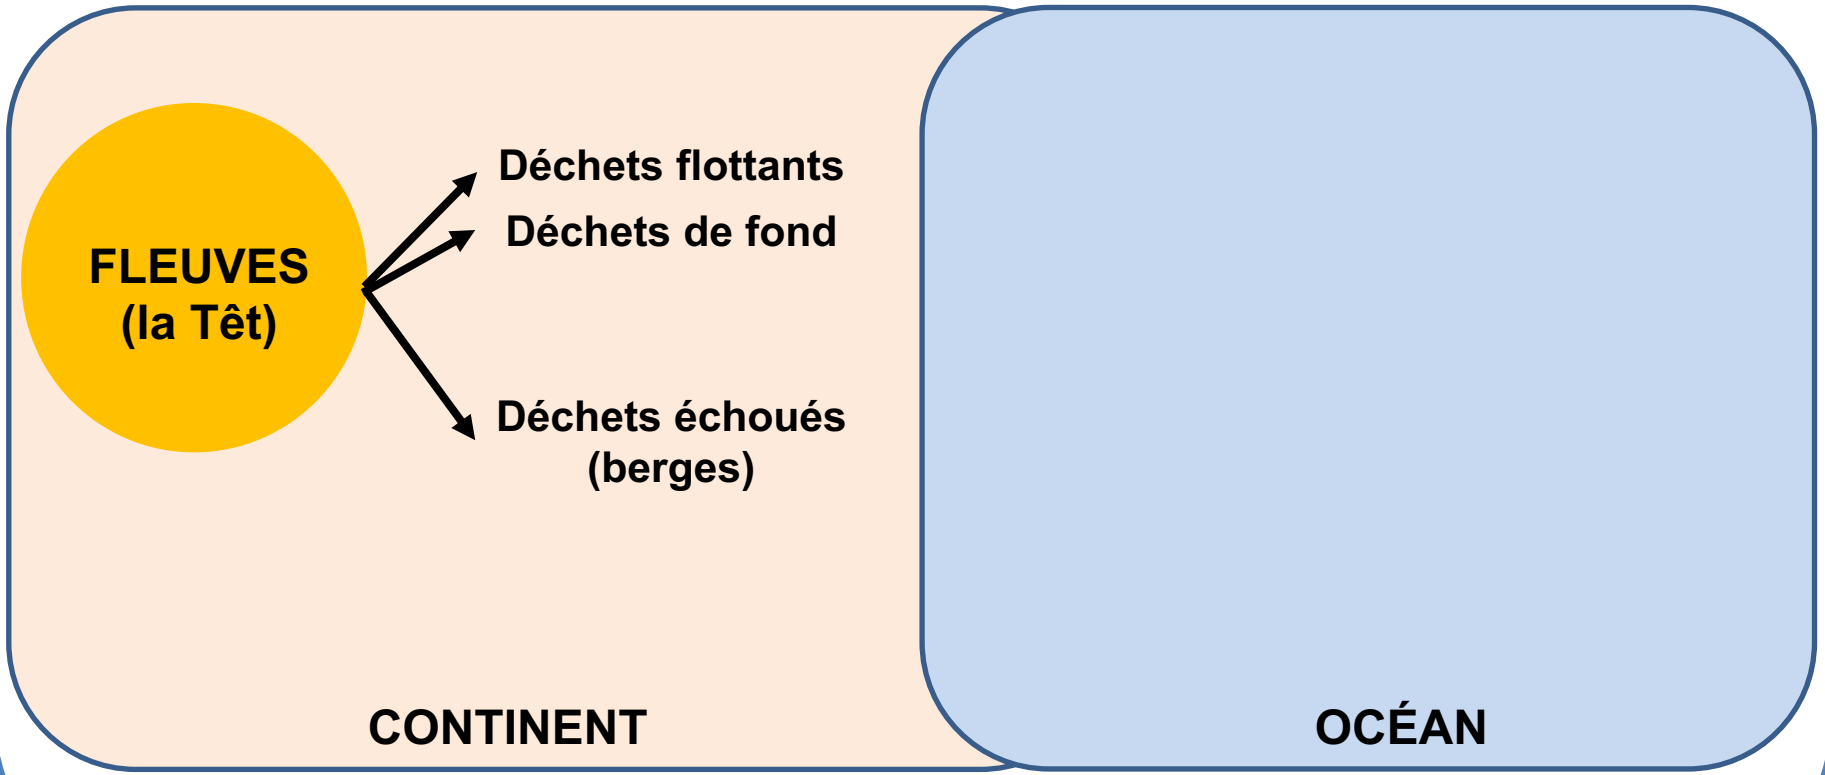 FLEUVES
(la Têt)
Déchets flottants
Déchets de fond
Déchets échoués
(berges)
CONTINENT
OCÉAN